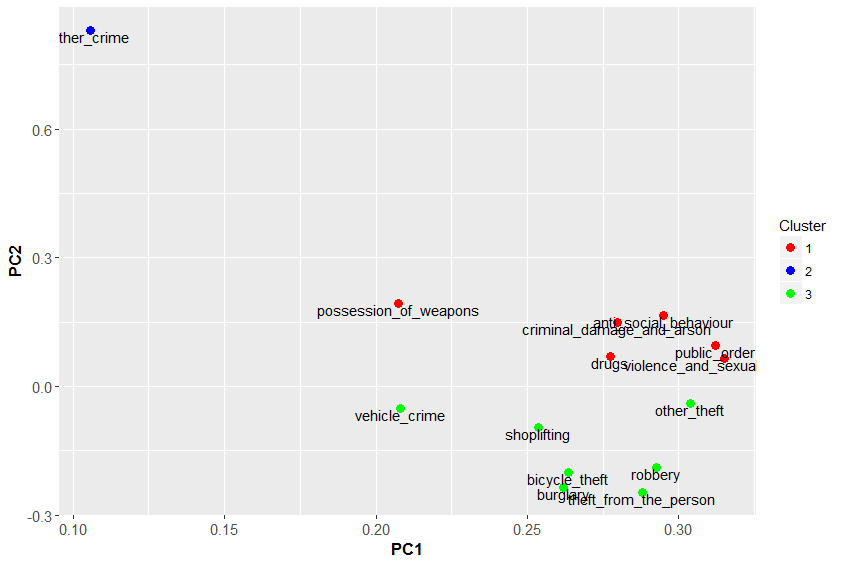 ther_crime
0.6
PC2
0.3
0.0
-0.3
possession_of_weapons
anti_social_behaviour
criminal_damage_and_arson
public_order
drugs
violence_and_sexual
other_theft
vehicle_crime
shoplifting
robbery
bicycle_theft
burglary
theft_from_the_person
0.10
0.15
0.20
0.25
0.30
PC1
Cluster
1
2
3